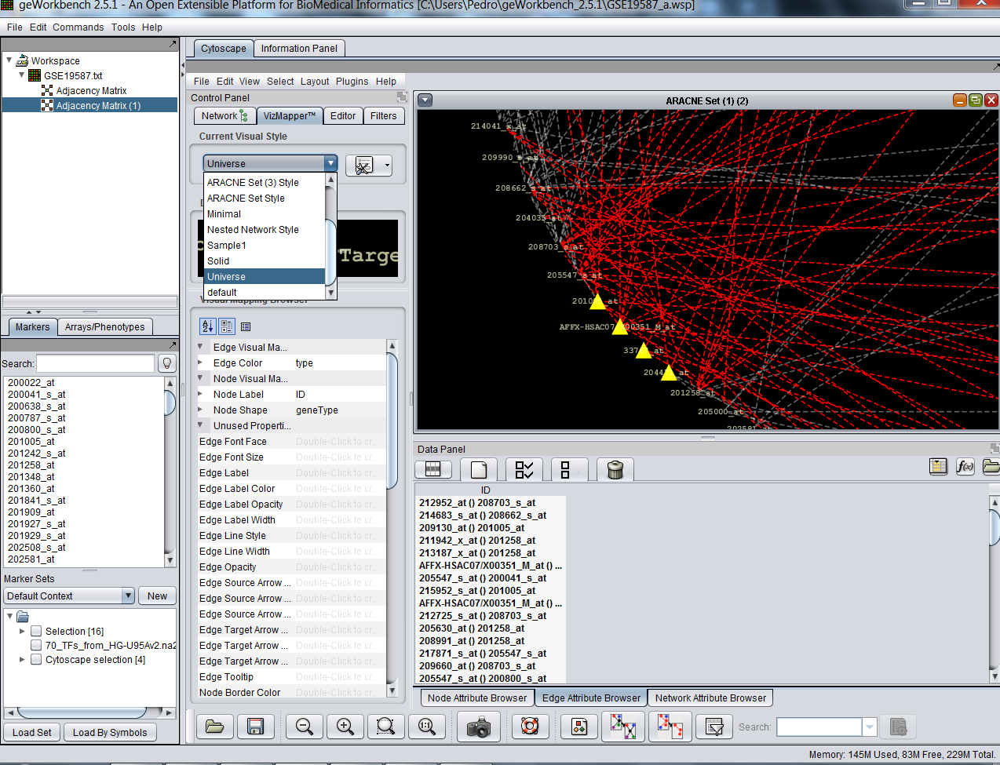 geWorkbench 2.5.1 - An Open Extensible Platform for BioMedical Informatics [C:\Users\Pedro\geWorkbench_2.5.1\GSE19587_a.wsp]
File Edit Commands Tools Help
Workspace
GSE19587.txt
Adjacency Matrix
Adjacency Matrix (1)
Markers Arrays/Phenotypes
Search:
200022_at
200041_s_at
200638_s_at
200787_s_at
200800_s_at
201005_at
201242_s_at
201258_at
201348_at
201360_at
201841_s_at
201909_at
201927_s_at
201929_s_at
202508_s_at
202581_at
Marker Sets
Default Context New
Selection [16]
70_TFs_from_HG-U95Av2.na2
Cytoscape selection [4]
Load Set Load By Symbols
Cytoscape Information Panel
File Edit View Select Layout Plugins Help
Control Panel
Network VizMapper™ Editor Filters
Current Visual Style
Universe
ARACNE Set (3) Style
ARACNE Set Style
Minimal
Nested Network Style
Sample1
Solid
Universe
default
Targe
Visual Mapping Browser
Edge Visual Ma...
Edge Color type
Node Visual Ma...
Node Label ID
Node Shape geneType
Unused Properti...
Edge Font Face Double-Click to cr...
Edge Font Size Double-Click to cr...
Edge Label Double-Click to cr...
Edge Label Color Double-Click to cr...
Edge Label Opacity Double-Click to cr...
Edge Label Width Double-Click to cr...
Edge Line Style Double-Click to cr...
Edge Line Width Double-Click to cr...
Edge Opacity Double-Click to cr...
Edge Source Arrow ... Double-Click to cr...
Edge Source Arrow ... Double-Click to cr...
Edge Source Arrow ... Double-Click to cr...
Edge Target Arrow ... Double-Click to cr...
Edge Target Arrow ... Double-Click to cr...
Edge Target Arrow ... Double-Click to cr...
Edge Tooltip Double-Click to cr...
Node Border Color Double-Click to cr...
ARACNE Set (1) (2)
214041_x_at
209990_s_at
208662_s_at
204035_s_at
208703_s_at
205547_s_at
201258_at
205000_at
202581_at
Data Panel
f(x)
ID
212952_at () 208703_s_at
214683_s_at () 208662_s_at
209130_at () 201005_at
211942_x_at () 201258_at
213187_x_at () 201258_at
AFFX-HSAC07/X00351_M_at () ...
205547_s_at () 200041_s_at
215952_s_at () 201005_at
AFFX-HSAC07/X00351_M_at () ...
212725_s_at () 208703_s_at
205630_at () 201258_at
208991_at () 201258_at
217871_s_at () 205547_s_at
209660_at () 208703_s_at
205547_s_at () 200800_s_at
Node Attribute Browser Edge Attribute Browser Network Attribute Browser
1:1
Search:
Memory: 145M Used, 83M Free, 229M Total.